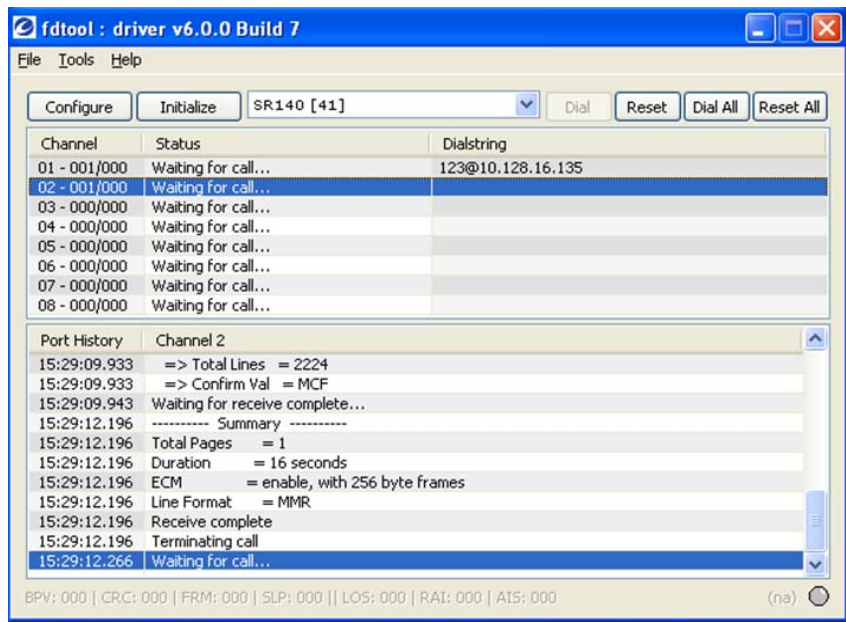 fdtool : driver v6.0.0 Build 7
File Tools Help
Configure Initialize SR140 [41] Dial Reset Dial All Reset All
Channel Status Dialstring
01 - 001/000 Waiting for call... 123@10.128.16.135
02 - 001/000 Waiting for call...
03 - 000/000 Waiting for call...
04 - 000/000 Waiting for call...
05 - 000/000 Waiting for call...
06 - 000/000 Waiting for call...
07 - 000/000 Waiting for call...
08 - 000/000 Waiting for call...
Port History Channel 2
15:29:09.933 => Total Lines = 2224
15:29:09.933 => Confirm Val = MCF
15:29:09.943 Waiting for receive complete...
15:29:12.196 ---------- Summary ----------
15:29:12.196 Total Pages = 1
15:29:12.196 Duration = 16 seconds
15:29:12.196 ECM = enable, with 256 byte frames
15:29:12.196 Line Format = MMR
15:29:12.196 Receive complete
15:29:12.196 Terminating call
15:29:12.266 Waiting for call...
BPV: 000 | CRC: 000 | FRM: 000 | SLP: 000 || LOS: 000 | RAI: 000 | AIS: 000 (na)